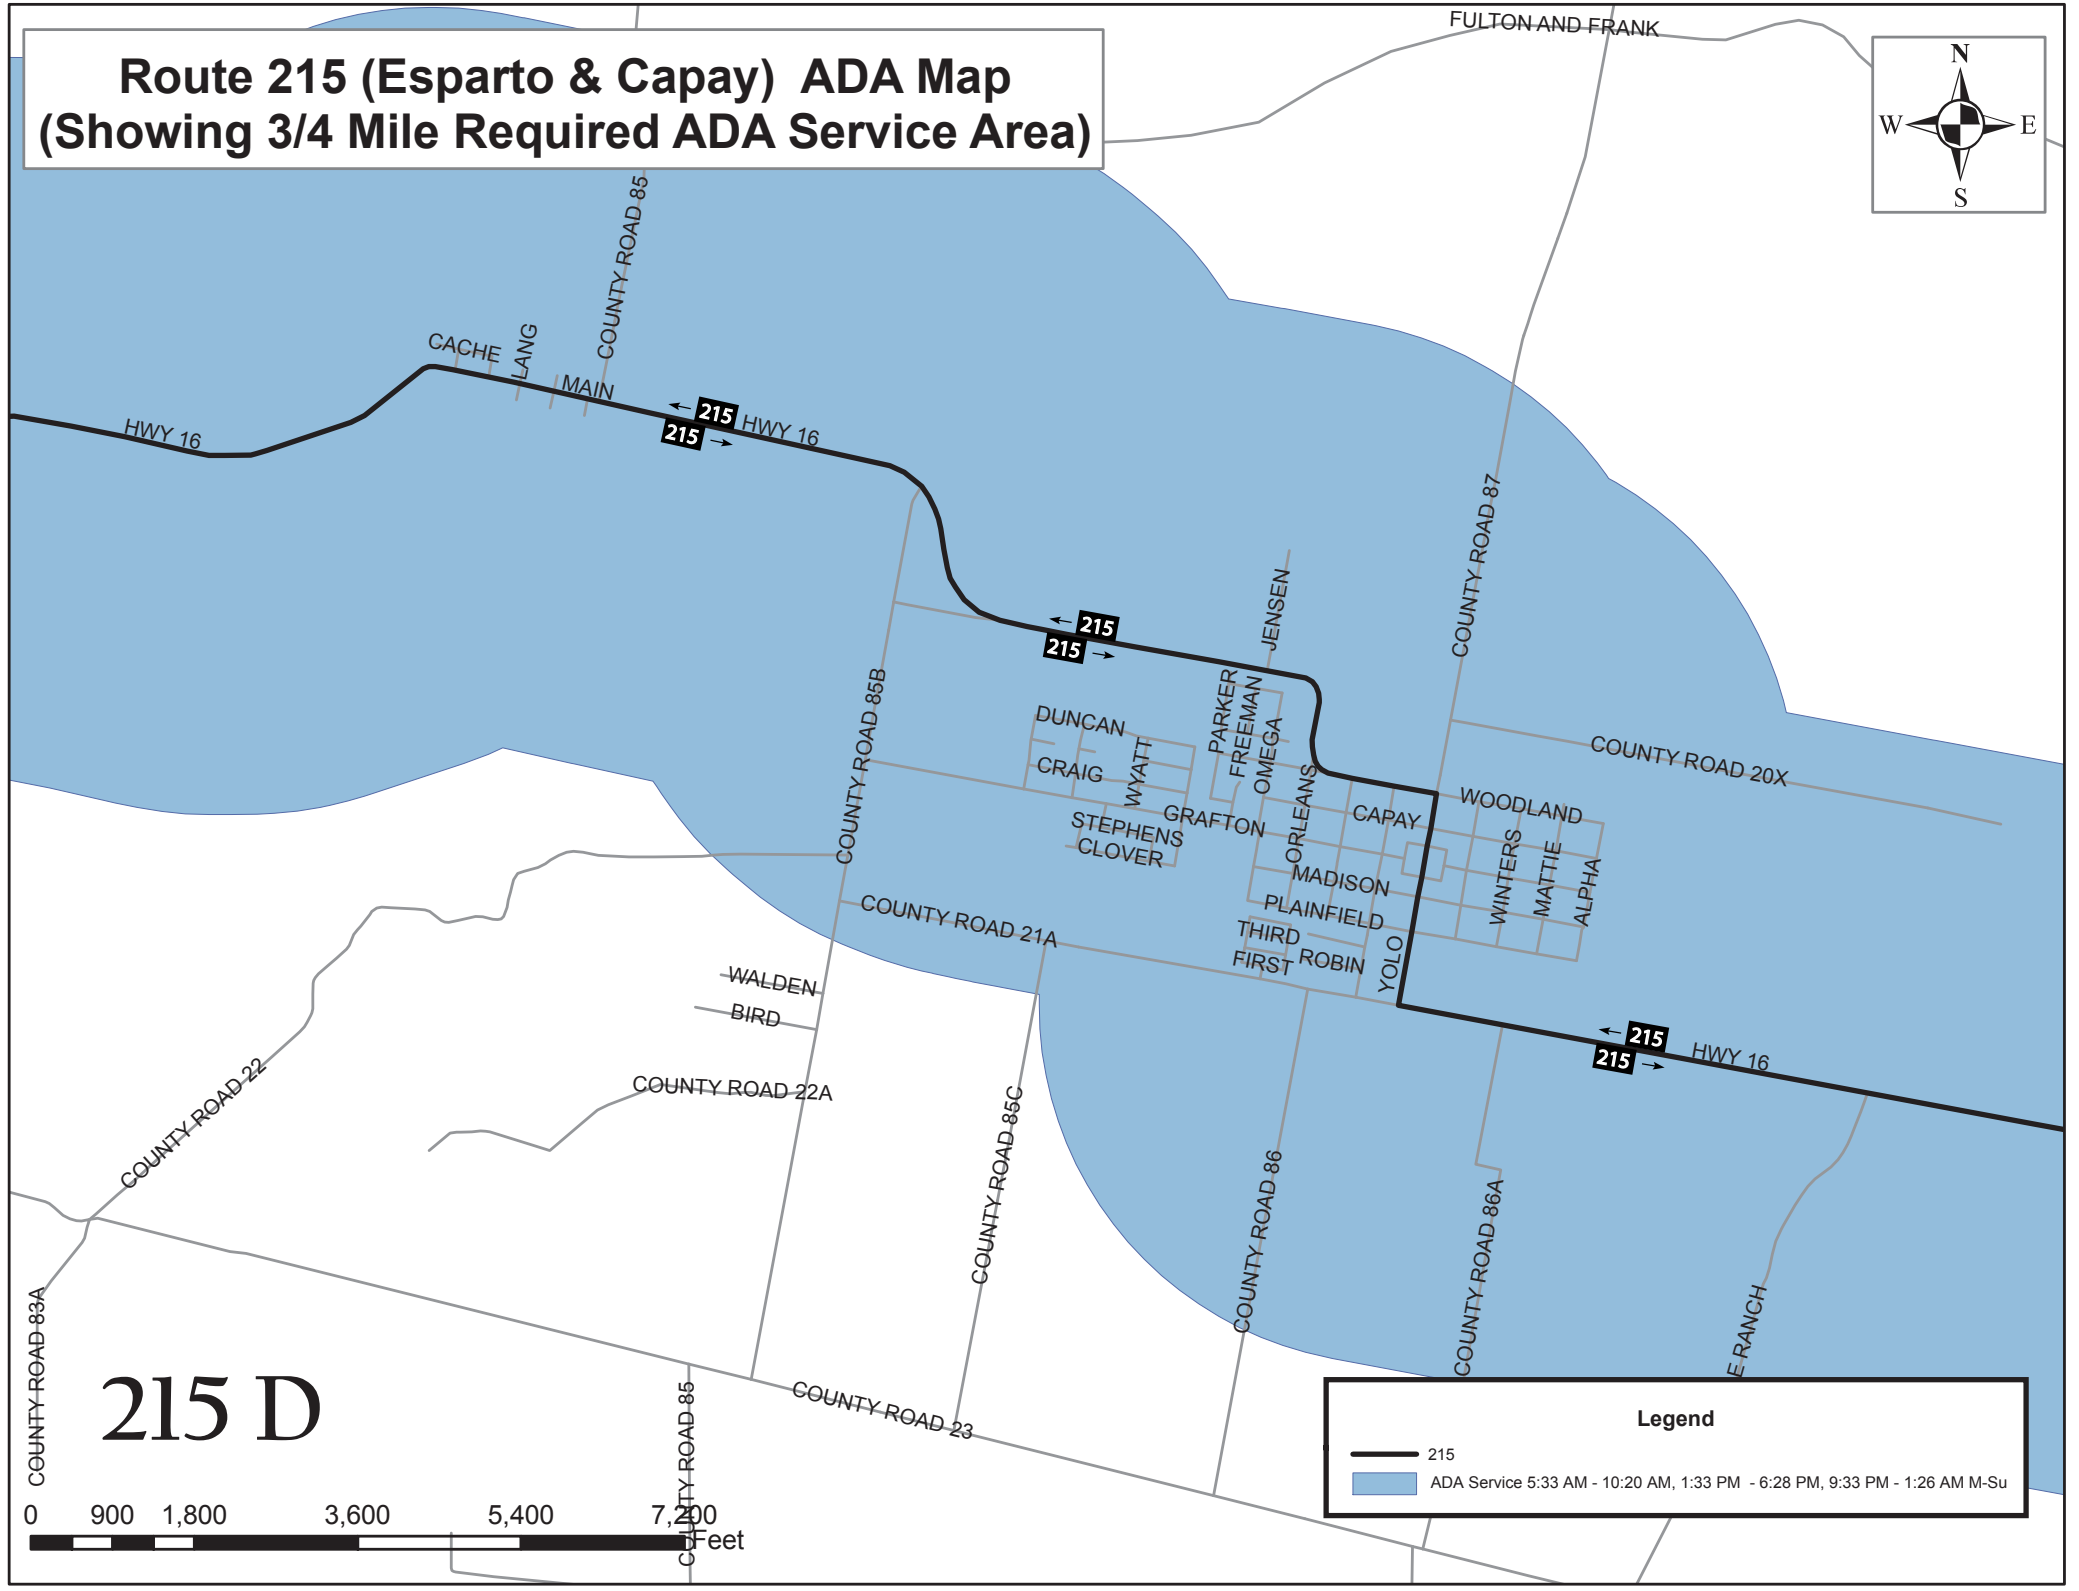 FULTON AND FRANK
Route 215 (Esparto & Capay) ADA Map
(Showing 3/4 Mile Required ADA Service Area)
N
W
E
S
COUNTY ROAD 85
CACHE
LANG
MAIN
HWY 16
215
215
HWY 16
COUNTY ROAD 87
JENSEN
215
215
COUNTY ROAD 85B
DUNCAN
CRAIG
WYATT
PARKER
FREEMAN
OMEGA
ORLEANS
STEPHENS
CLOVER
GRAFTON
CAPAY
WOODLAND
COUNTY ROAD 20X
WINTERS
MATTIE
ALPHA
MADISON
PLAINFIELD
THIRD
FIRST
ROBIN
YOLO
COUNTY ROAD 21A
WALDEN
BIRD
215
215
HWY 16
COUNTY ROAD 22
COUNTY ROAD 22A
COUNTY ROAD 85C
COUNTY ROAD 86
COUNTY ROAD 86A
E RANCH
COUNTY ROAD 83A
215 D
COUNTY ROAD 85
COUNTY ROAD 23
0 900 1,800 3,600 5,400 7,200
Feet
Legend
215
ADA Service 5:33 AM - 10:20 AM, 1:33 PM - 6:28 PM, 9:33 PM - 1:26 AM M-Su